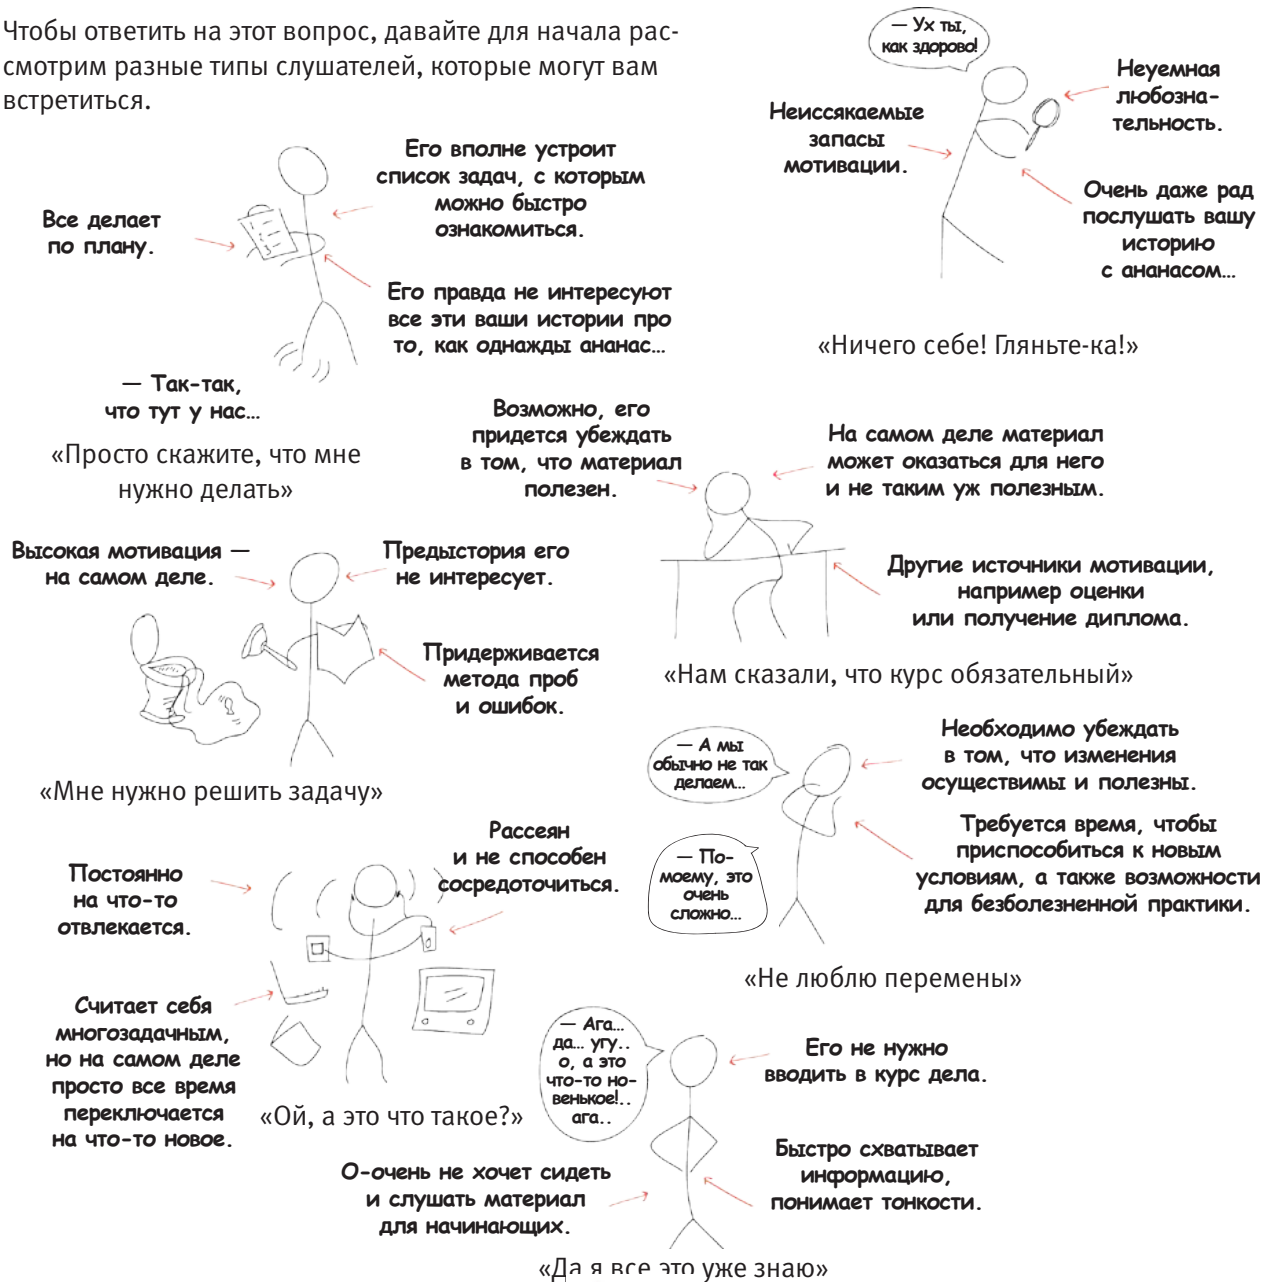 Чтобы ответить на этот вопрос, давайте для начала рас-
смотрим разные типы слушателей, которые могут вам
встретиться.
Все делает
по плану.
Его вполне устроит
список задач, с которым
можно быстро
ознакомиться.
Его правда не интересуют
все эти ваши истории про
то, как однажды ананас…
— Так-так,
что тут у нас…
«Просто скажите, что мне
нужно делать»
— Ух ты,
как здорово!
Неиссякаемые
запасы
мотивации.
Неуемная
любозна-
тельность.
Очень даже рад
послушать вашу
историю
с ананасом…
«Ничего себе! Гляньте-ка!»
Высокая мотивация —
на самом деле.
Предыстория его
не интересует.
Придерживается
метода проб
и ошибок.
«Мне нужно решить задачу»
Возможно, его
придется убеждать
в том, что материал
полезен.
На самом деле материал
может оказаться для него
и не таким уж полезным.
Другие источники мотивации,
например оценки
или получение диплома.
«Нам сказали, что курс обязательный»
Постоянно
на что-то
отвлекается.
Рассеян
и не способен
сосредоточиться.
Считает себя
многозадачным,
но на самом деле
просто все время
переключается
на что-то новое.
«Ой, а это что такое?»
— А мы
обычно не так
делаем…
— По-
моему, это
очень
сложно…
Необходимо убеждать
в том, что изменения
осуществимы и полезны.
Требуется время, чтобы
приспособиться к новым
условиям, а также возможности
для безболезненной практики.
«Не люблю перемены»
— Ага…
да… угу..
о, а это
что-то но-
венькое!..
ага..
Его не нужно
вводить в курс дела.
О-очень не хочет сидеть
и слушать материал
для начинающих.
Быстро схватывает
информацию,
понимает тонкости.
«Да я все это уже знаю»